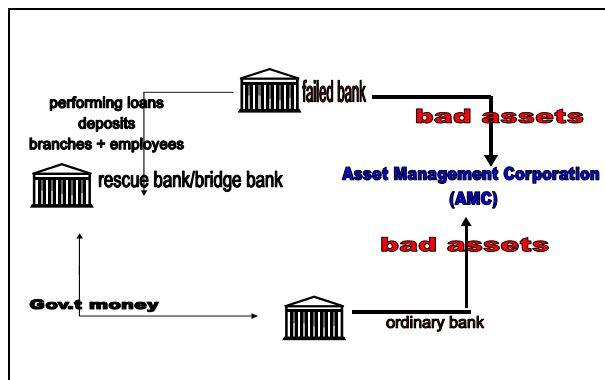 failed bank
performing loans
deposits
branches + employees
bad assets
rescue bank/bridge bank
Asset Management Corporation
(AMC)
bad assets
Gov.t money
ordinary bank